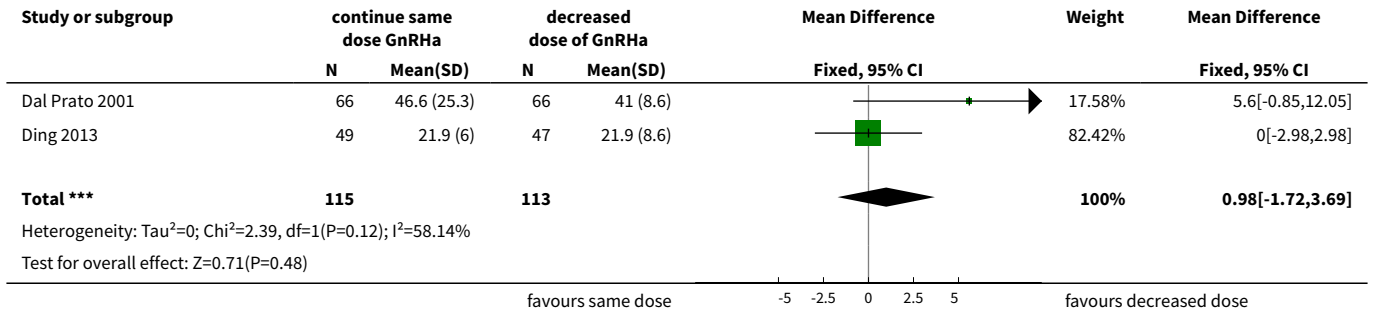 Study or subgroup continue same decreased Mean Difference Weight Mean Difference
dose GnRHa dose of GnRHa
N Mean(SD) N Mean(SD) Fixed, 95% CI Fixed, 95% CI
Dal Prato 2001 66 46.6 (25.3) 66 41 (8.6) 17.58% 5.6[-0.85,12.05]
Ding 2013 49 21.9 (6) 47 21.9 (8.6) 82.42% 0[-2.98,2.98]
Total *** 115 113 100% 0.98[-1.72,3.69]
Heterogeneity: Tau²=0; Chi²=2.39, df=1(P=0.12); I²=58.14%
Test for overall effect: Z=0.71(P=0.48)
favours same dose -5 -2.5 0 2.5 5 favours decreased dose